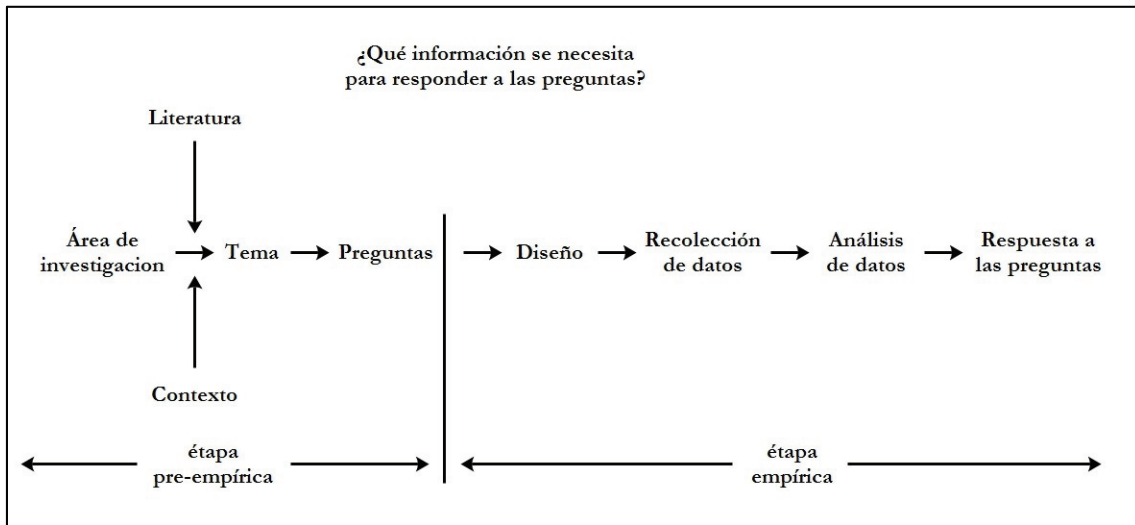 ¿Qué información se necesita
para responder a las preguntas?
Literatura
Área de
investigacion
Tema
Preguntas
Diseño
Recolección
de datos
Análisis
de datos
Respuesta a
las preguntas
Contexto
étapa
pre-empírica
étapa
empírica